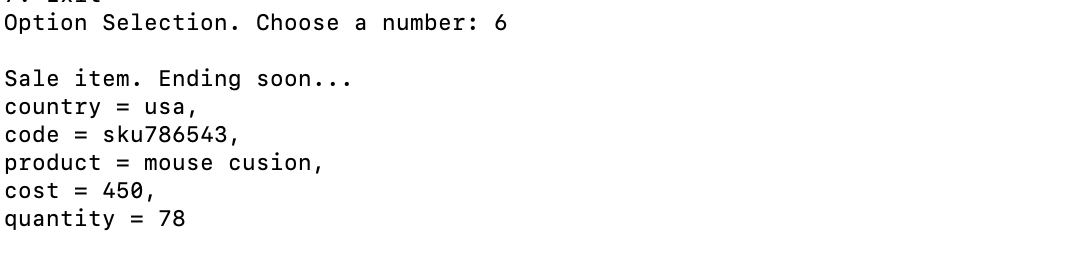 Option Selection. Choose a number: 6
Sale item. Ending soon...
country = usa,
code = sku786543,
product = mouse cusion,
cost = 450,
quantity = 78